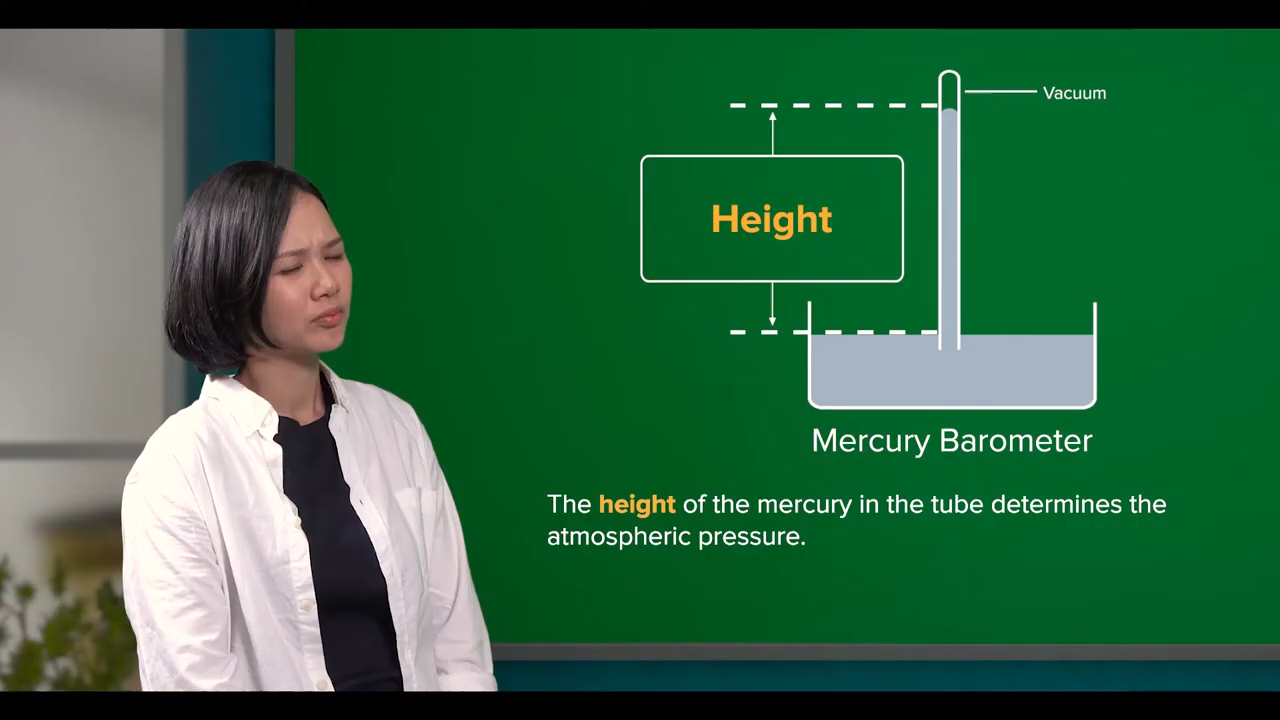 Vacuum
Height
Mercury Barometer
The height of the mercury in the tube determines the
atmospheric pressure.